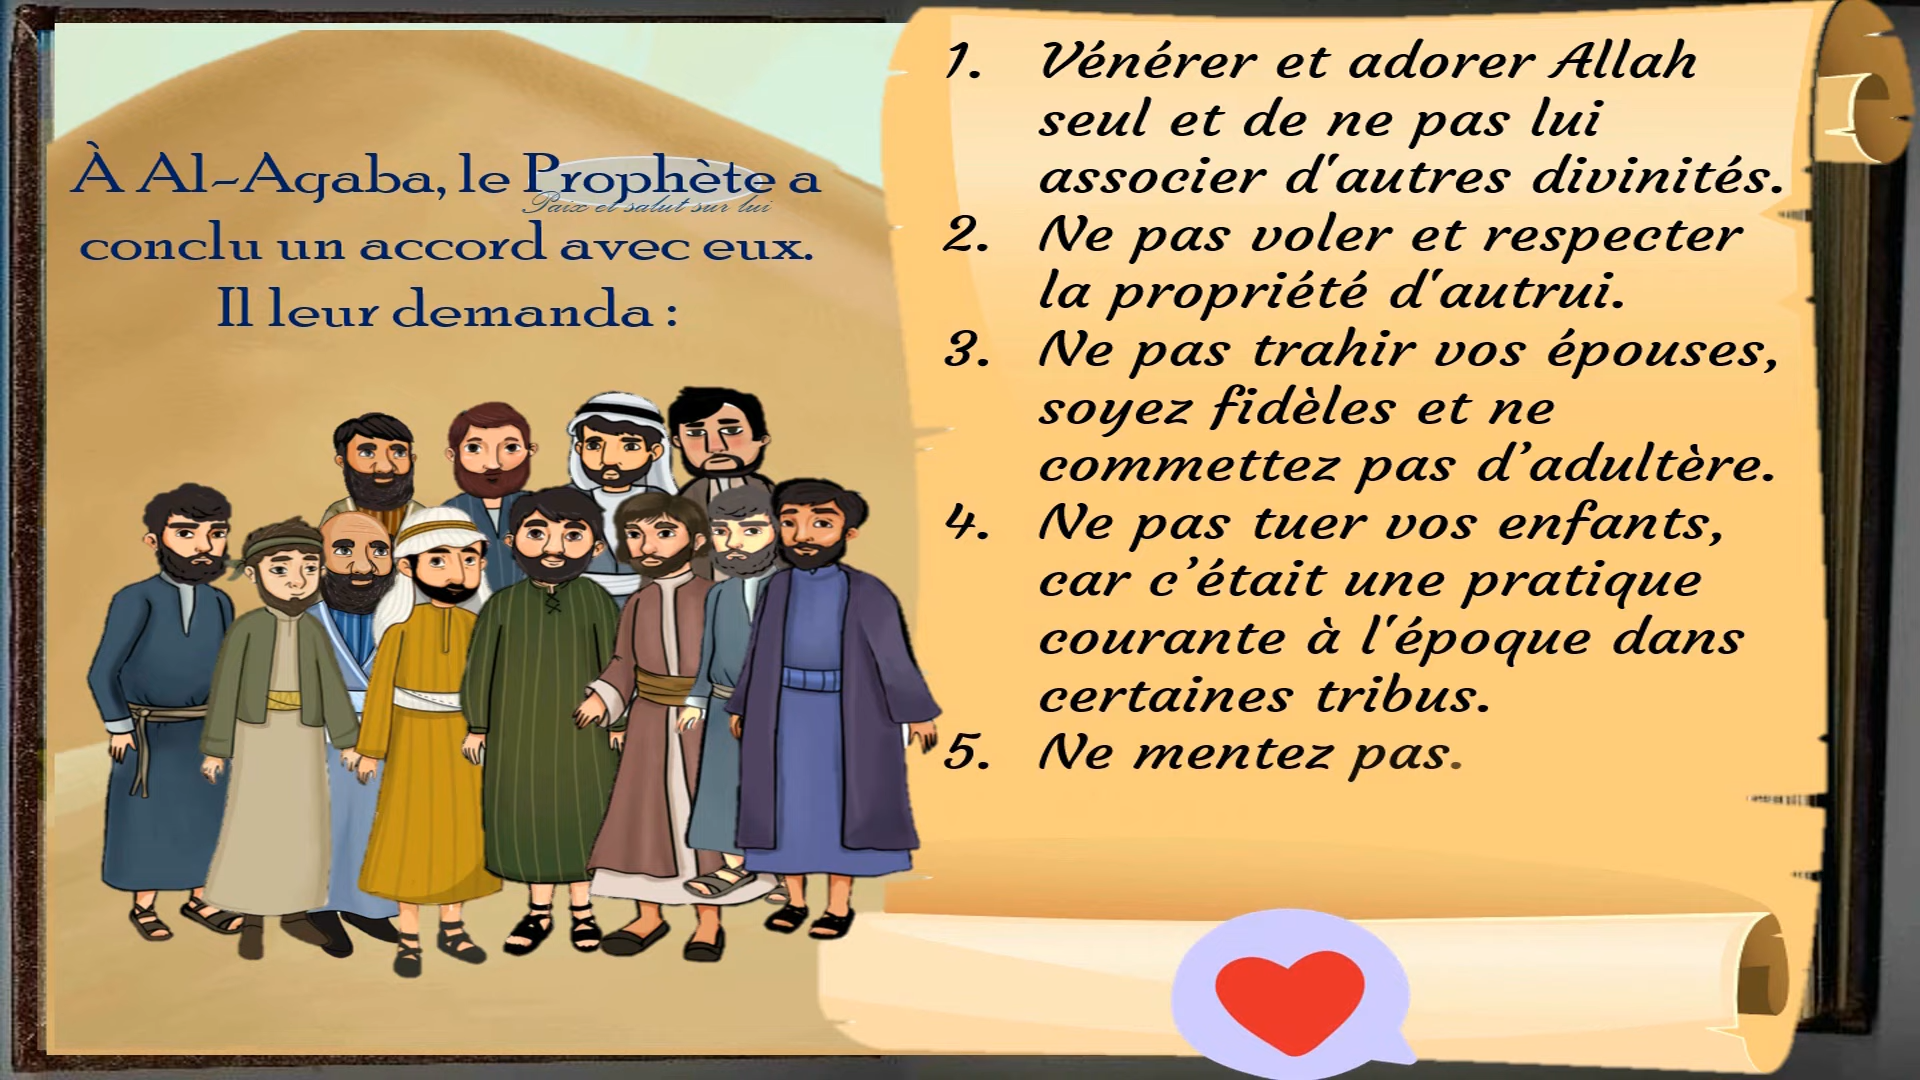 À Al-Aqaba, le Prophète a
Paix et salut sur lui
conclu un accord avec eux.
Il leur demanda :
1. Vénérer et adorer Allah
seul et de ne pas lui
associer d'autres divinités.
2. Ne pas voler et respecter
la propriété d'autrui.
3. Ne pas trahir vos épouses,
soyez fidèles et ne
commettez pas d’adultère.
4. Ne pas tuer vos enfants,
car c’était une pratique
courante à l'époque dans
certaines tribus.
5. Ne mentez pas.